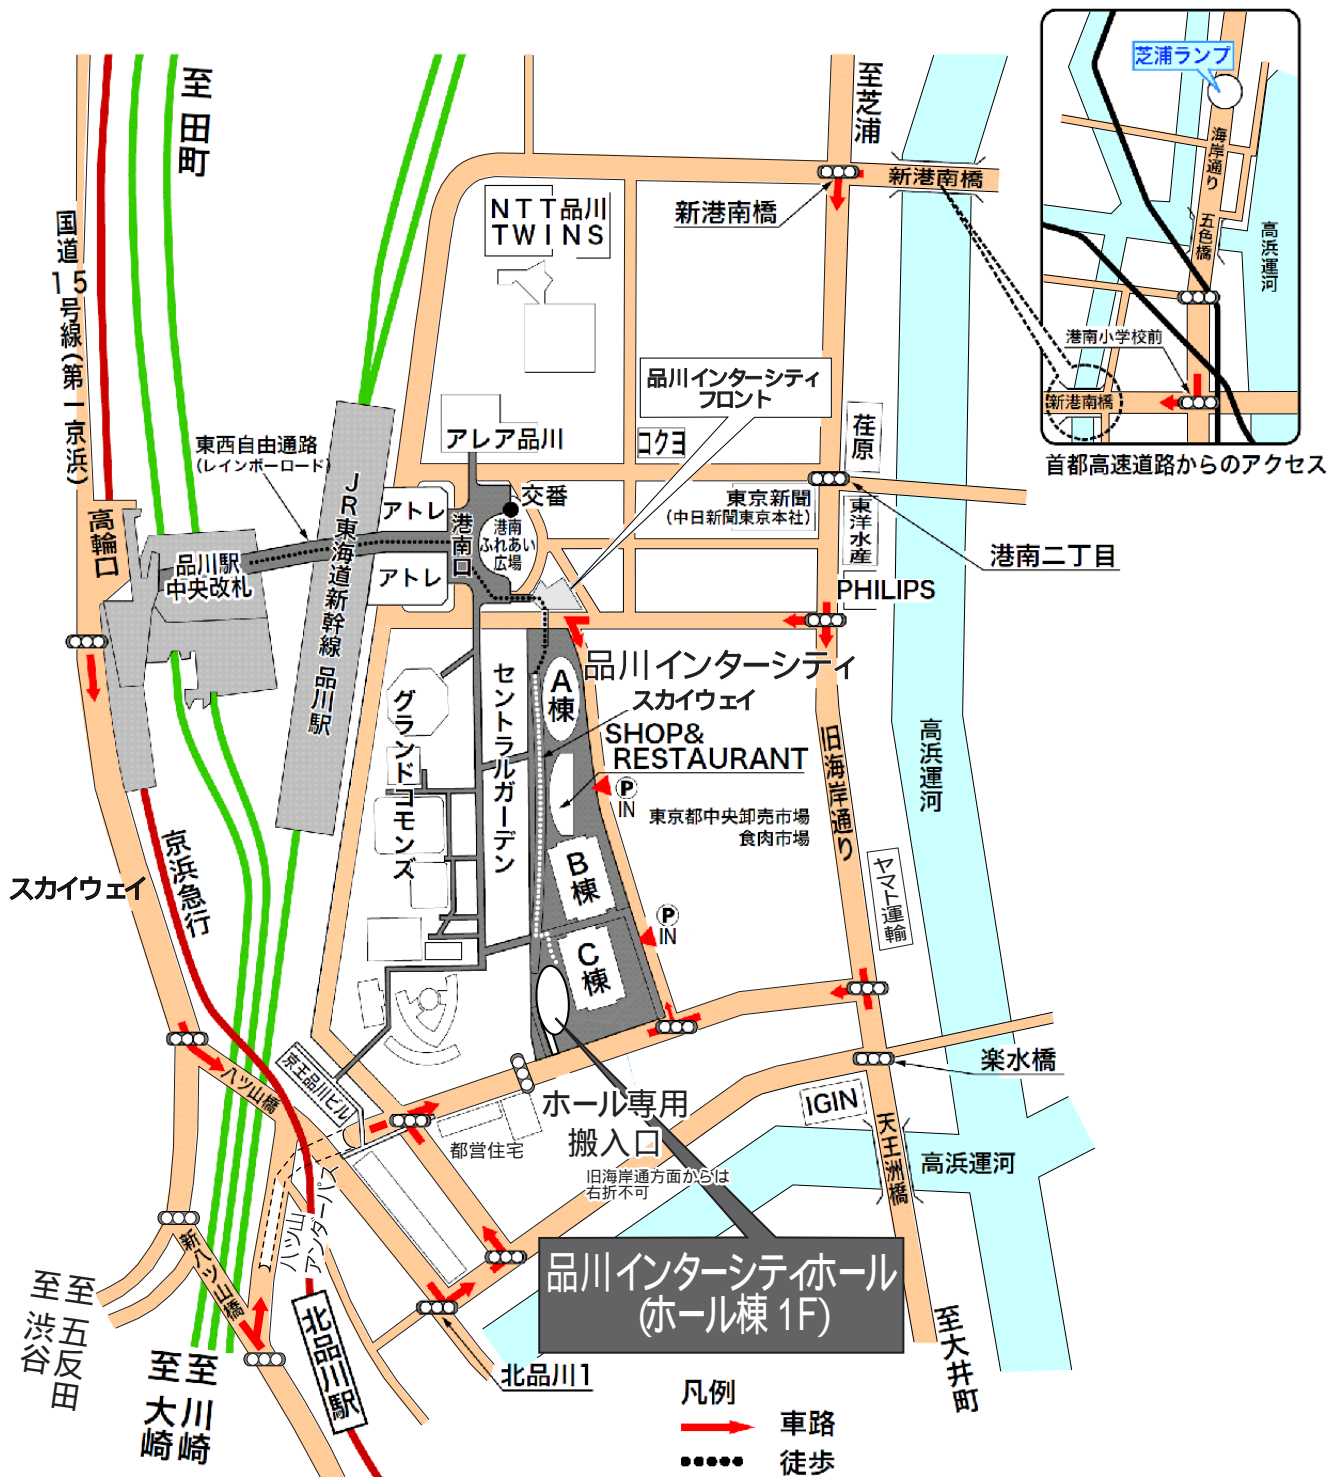 芝浦ランプ
海岸通り
五色橋
高浜運河
港南小学校前
新港南橋
首都高速道路からのアクセス
至 田町
至芝浦
新港南橋
新港南橋
NTT品川
TWINS
国道15号線(第一京浜)
品川インターシティ
フロント
アレア品川
コクヨ
荏原
東西自由通路
(レインボーロード)
JR東海道新幹線 品川駅
アトレ
アトレ
港南口
交番
港南
ふれあい
広場
東京新聞
(中日新聞東京本社)
東洋水産
港南二丁目
高輪口
品川駅
中央改札
PHILIPS
品川インターシティ
スカイウェイ
A棟
SHOP&
RESTAURANT
セントラルガーデン
グランドコモンズ
P
IN
東京都中央卸売市場
食肉市場
旧海岸通り
高浜運河
ヤマト運輸
京浜急行
スカイウェイ
B棟
P
IN
C棟
八ツ山橋
京王品川ビル
都営住宅
ホール専用
搬入口
旧海岸通方面からは
右折不可
楽水橋
IGIN
天王洲橋
高浜運河
八ツ山
アンダーパス
新八ツ山橋
品川インターシティホール
(ホール棟 1F)
至 渋谷
至 五反田
至 大崎
至 川崎
北品川駅
北品川1
至大井町
凡例
車路
徒歩